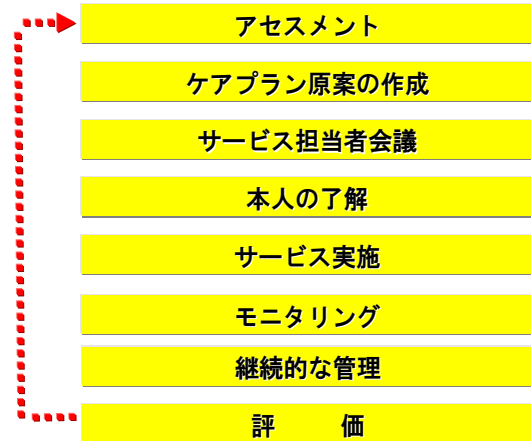 アセスメント
ケアプラン原案の作成
サービス担当者会議
本人の了解
サービス実施
モニタリング
継続的な管理
評　価